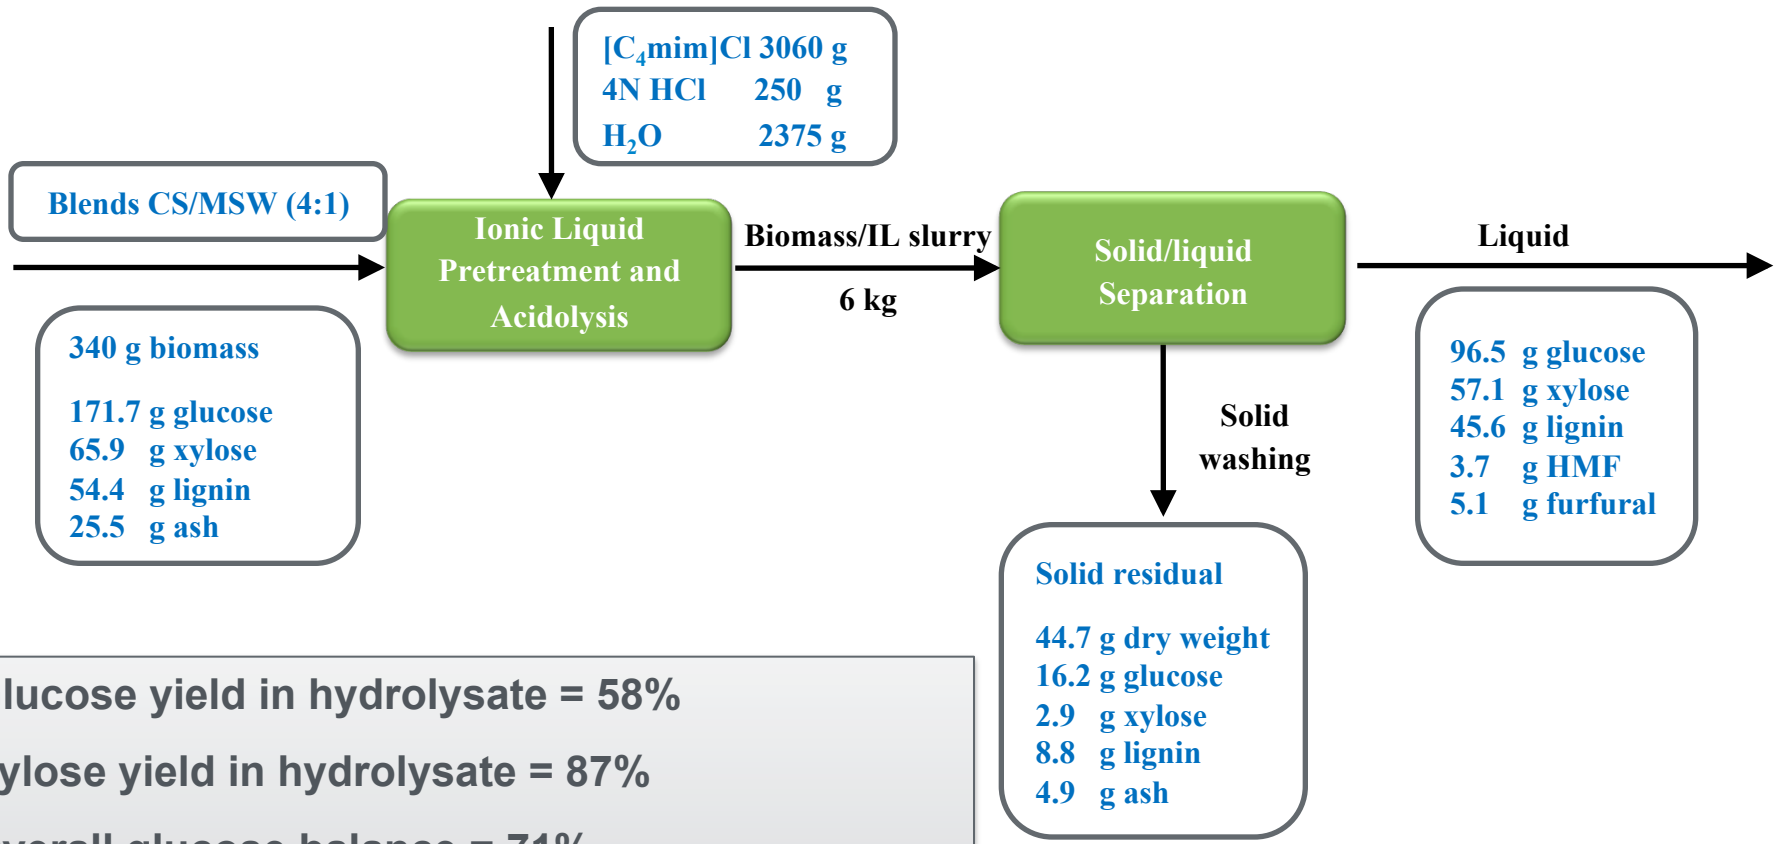 [C4mim]Cl 3060 g
4N HCl 250 g
H2O 2375 g
Blends CS/MSW (4:1)
Ionic Liquid
Pretreatment and
Acidolysis
Biomass/IL slurry
6 kg
Solid/liquid
Separation
Liquid
340 g biomass
171.7 g glucose
65.9 g xylose
54.4 g lignin
25.5 g ash
Solid
washing
96.5 g glucose
57.1 g xylose
45.6 g lignin
3.7 g HMF
5.1 g furfural
Solid residual
44.7 g dry weight
16.2 g glucose
2.9 g xylose
8.8 g lignin
4.9 g ash
lucose yield in hydrolysate = 58%
ylose yield in hydrolysate = 87%
verall glucose balance = 71%